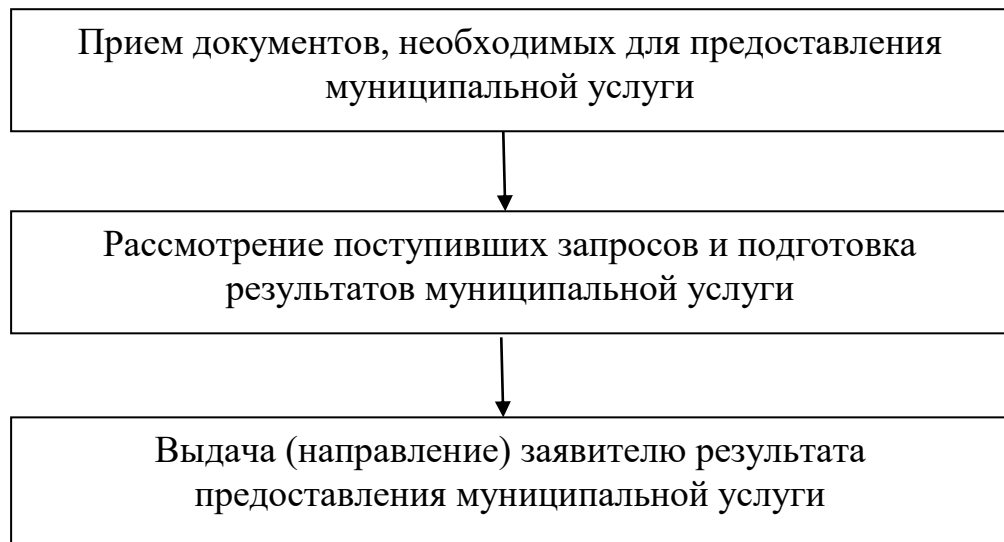 Прием документов, необходимых для предоставления
муниципальной услуги
Рассмотрение поступивших запросов и подготовка
результатов муниципальной услуги
Выдача (направление) заявителю результата
предоставления муниципальной услуги